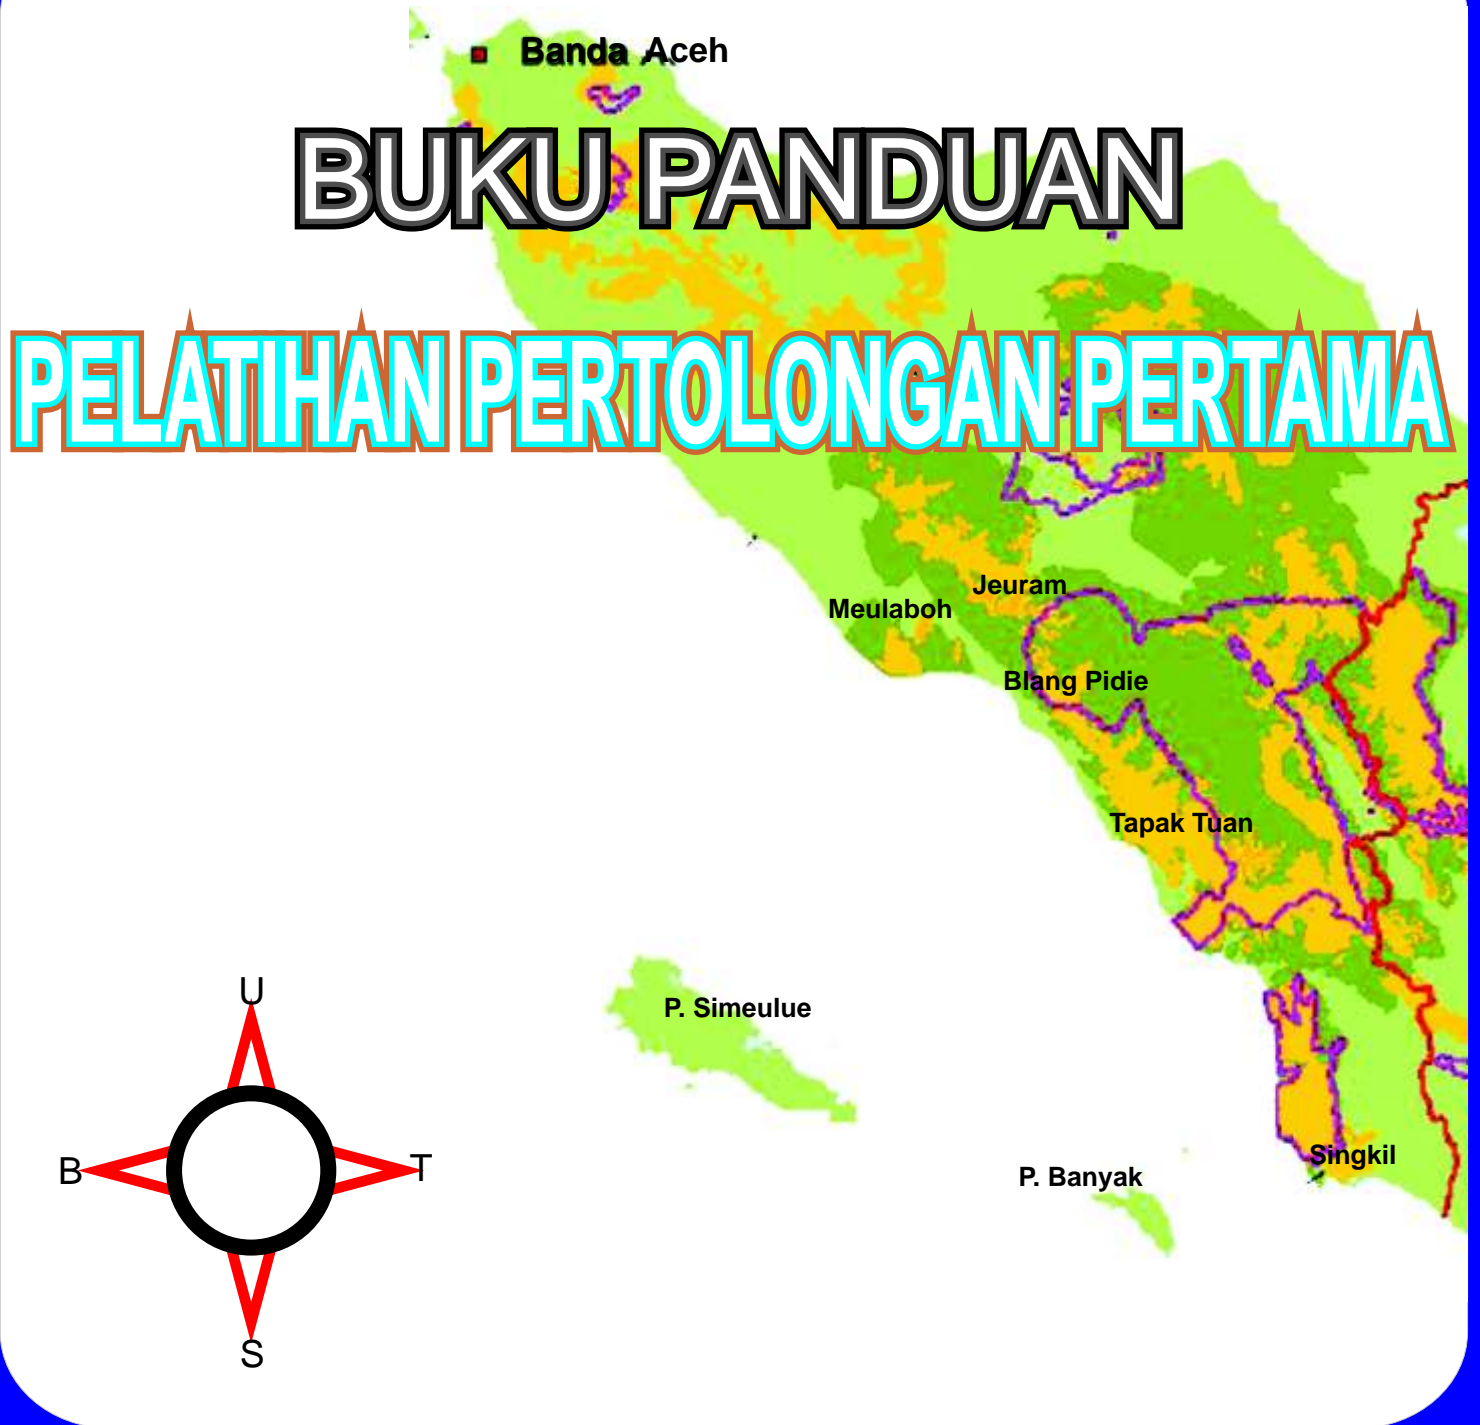 Banda Aceh
BUKU PANDUAN
PELATIHAN PERTOLONGAN PERTAMA
Jeuram
Meulaboh
Blang Pidie
Tapak Tuan
U
P. Simeulue
B
T
Singkil
P. Banyak
S